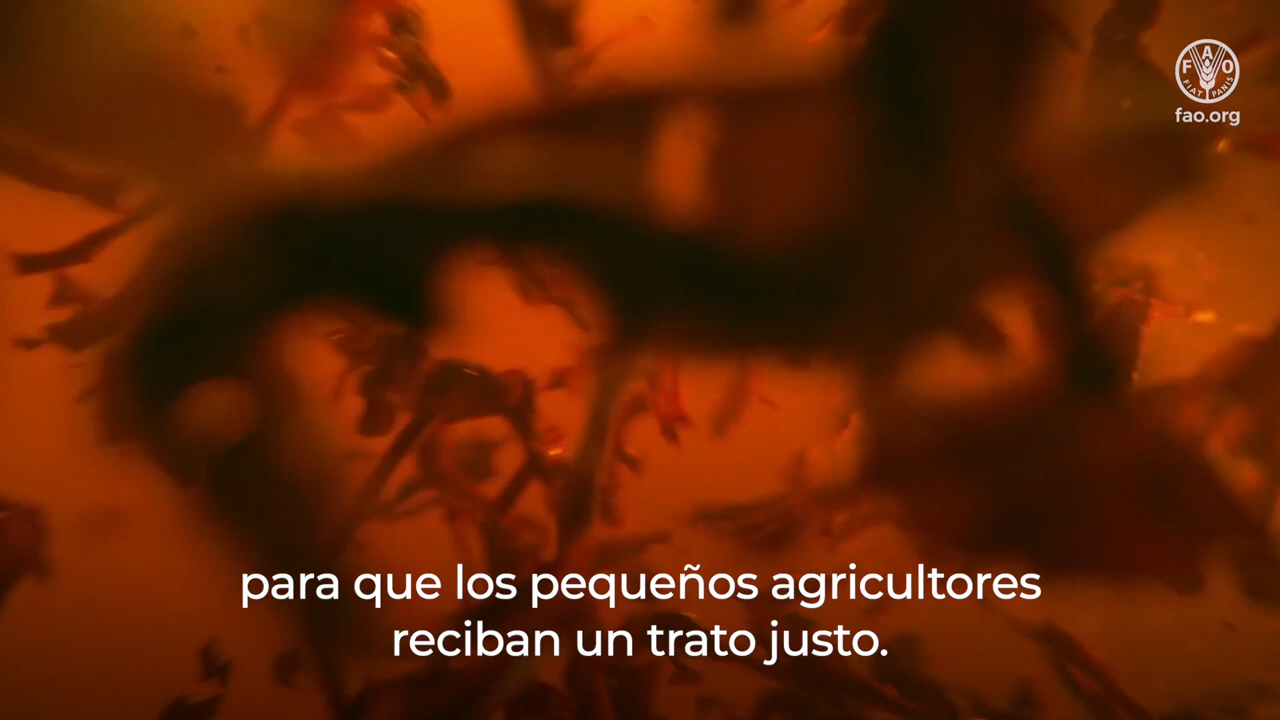 FAO
FIAT PANIS
fao.org
para que los pequeños agricultores
reciban un trato justo.